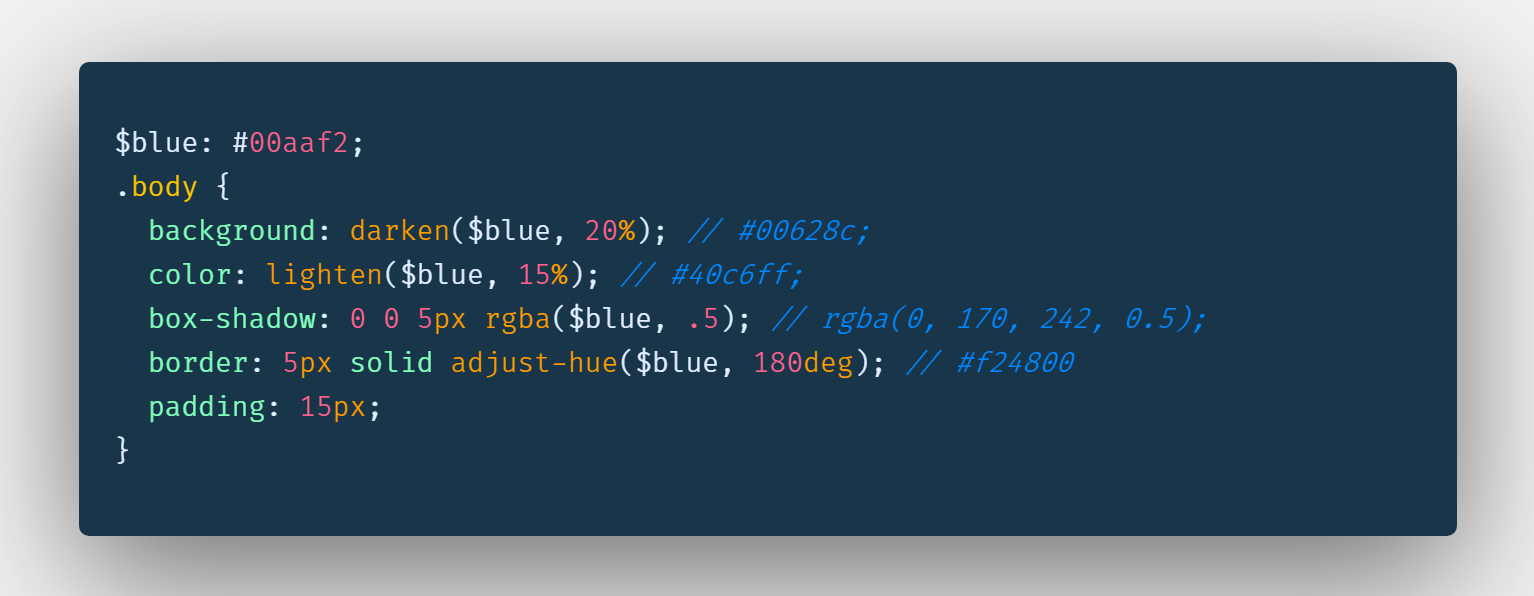 $blue: #00aaf2;
.body {
  background: darken($blue, 20%); // #00628c;
  color: lighten($blue, 15%); // #40c6ff;
  box-shadow: 0 0 5px rgba($blue, .5); // rgba(0, 170, 242, 0.5);
  border: 5px solid adjust-hue($blue, 180deg); // #f24800
  padding: 15px;
}